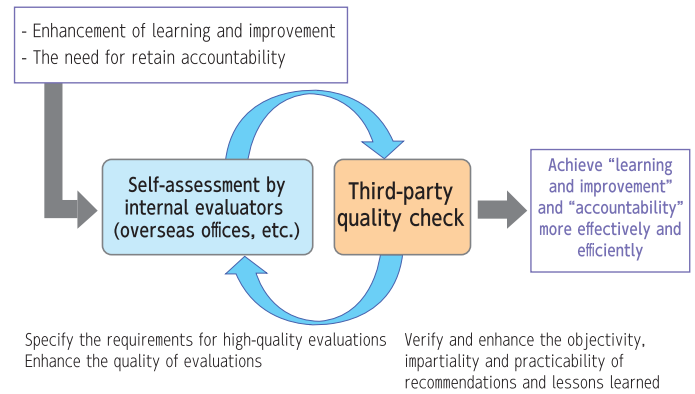 - Enhancement of learning and improvement
- The need for retain accountability
Self-assessment by
internal evaluators
(overseas offices, etc.)
Third-party
quality check
Achieve “learning
and improvement”
and “accountability”
more effectively and
efficiently
Specify the requirements for high-quality evaluations
Enhance the quality of evaluations
Verify and enhance the objectivity,
impartiality and practicability of
recommendations and lessons learned